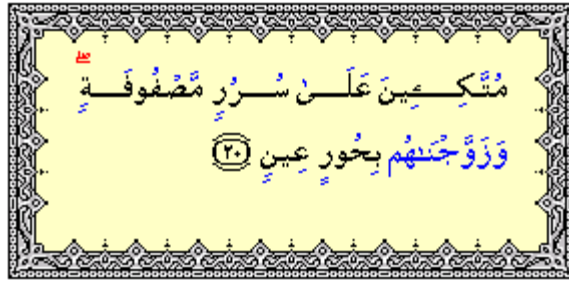 مُتَّكِـِٔينَ عَلَىٰ سُرُرٍ مَّصْفُوفَةٍ ۖ
وَزَوَّجْنَـٰهُم بِحُورٍ عِينٍ ﴿٢٠﴾